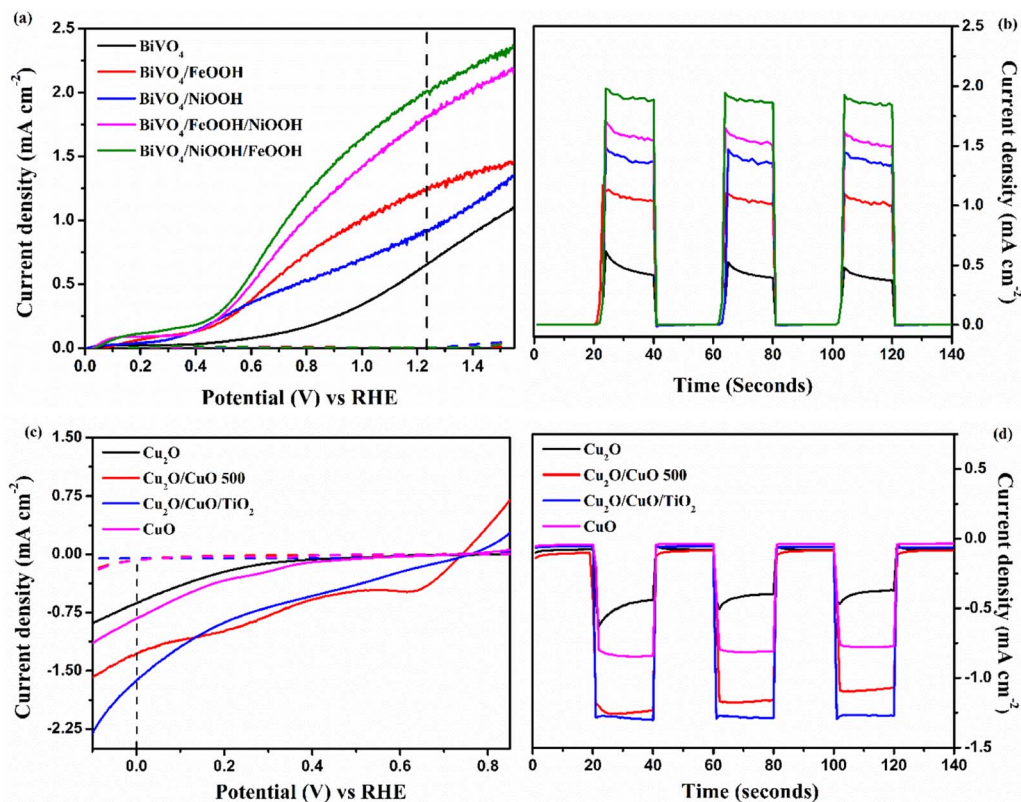 (a)
2.5
2.0
1.5
1.0
0.5
0.0
Current density (mA cm⁻²)
BiVO₄
BiVO₄/FeOOH
BiVO₄/NiOOH
BiVO₄/FeOOH/NiOOH
BiVO₄/NiOOH/FeOOH
0.0 0.2 0.4 0.6 0.8 1.0 1.2 1.4
Potential (V) vs RHE
(b)
2.5
2.0
1.5
1.0
0.5
0.0
Current density (mA cm⁻²)
0 20 40 60 80 100 120 140
Time (Seconds)
(c)
1.50
0.75
0.00
-0.75
-1.50
-2.25
Current density (mA cm⁻²)
Cu₂O
Cu₂O/CuO 500
Cu₂O/CuO/TiO₂
CuO
0.0 0.2 0.4 0.6 0.8
Potential (V) vs RHE
(d)
0.5
0.0
-0.5
-1.0
-1.5
Current density (mA cm⁻²)
Cu₂O
Cu₂O/CuO 500
Cu₂O/CuO/TiO₂
CuO
0 20 40 60 80 100 120 140
Time (seconds)